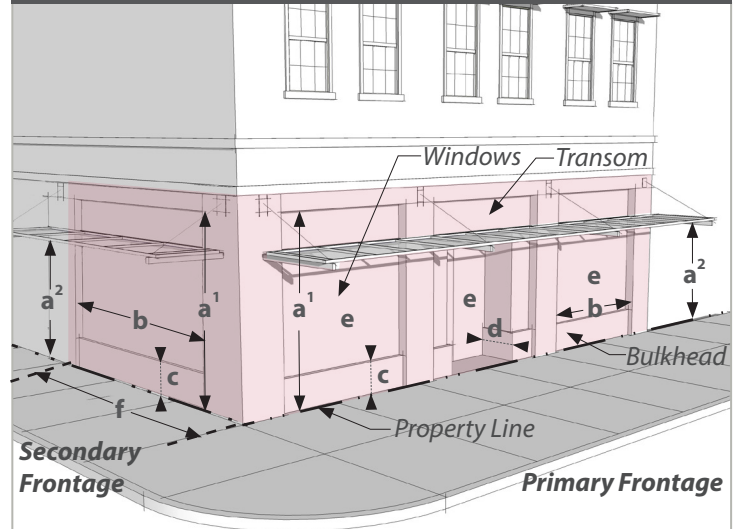 Windows
Transom
a²
b
a¹
a¹
e
e
d
e
b
a²
c
c
Bulkhead
f
Property Line
Secondary
Frontage
Primary Frontage